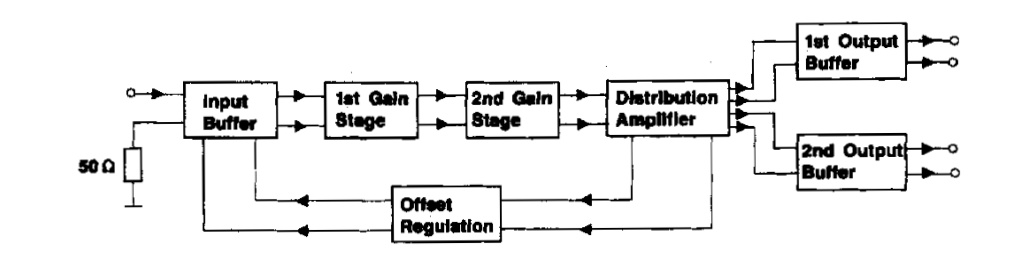 Input
Buffer
1st Gain
Stage
2nd Gain
Stage
Distribution
Amplifier
1st Output
Buffer
2nd Output
Buffer
50 Ω
Offset
Regulation